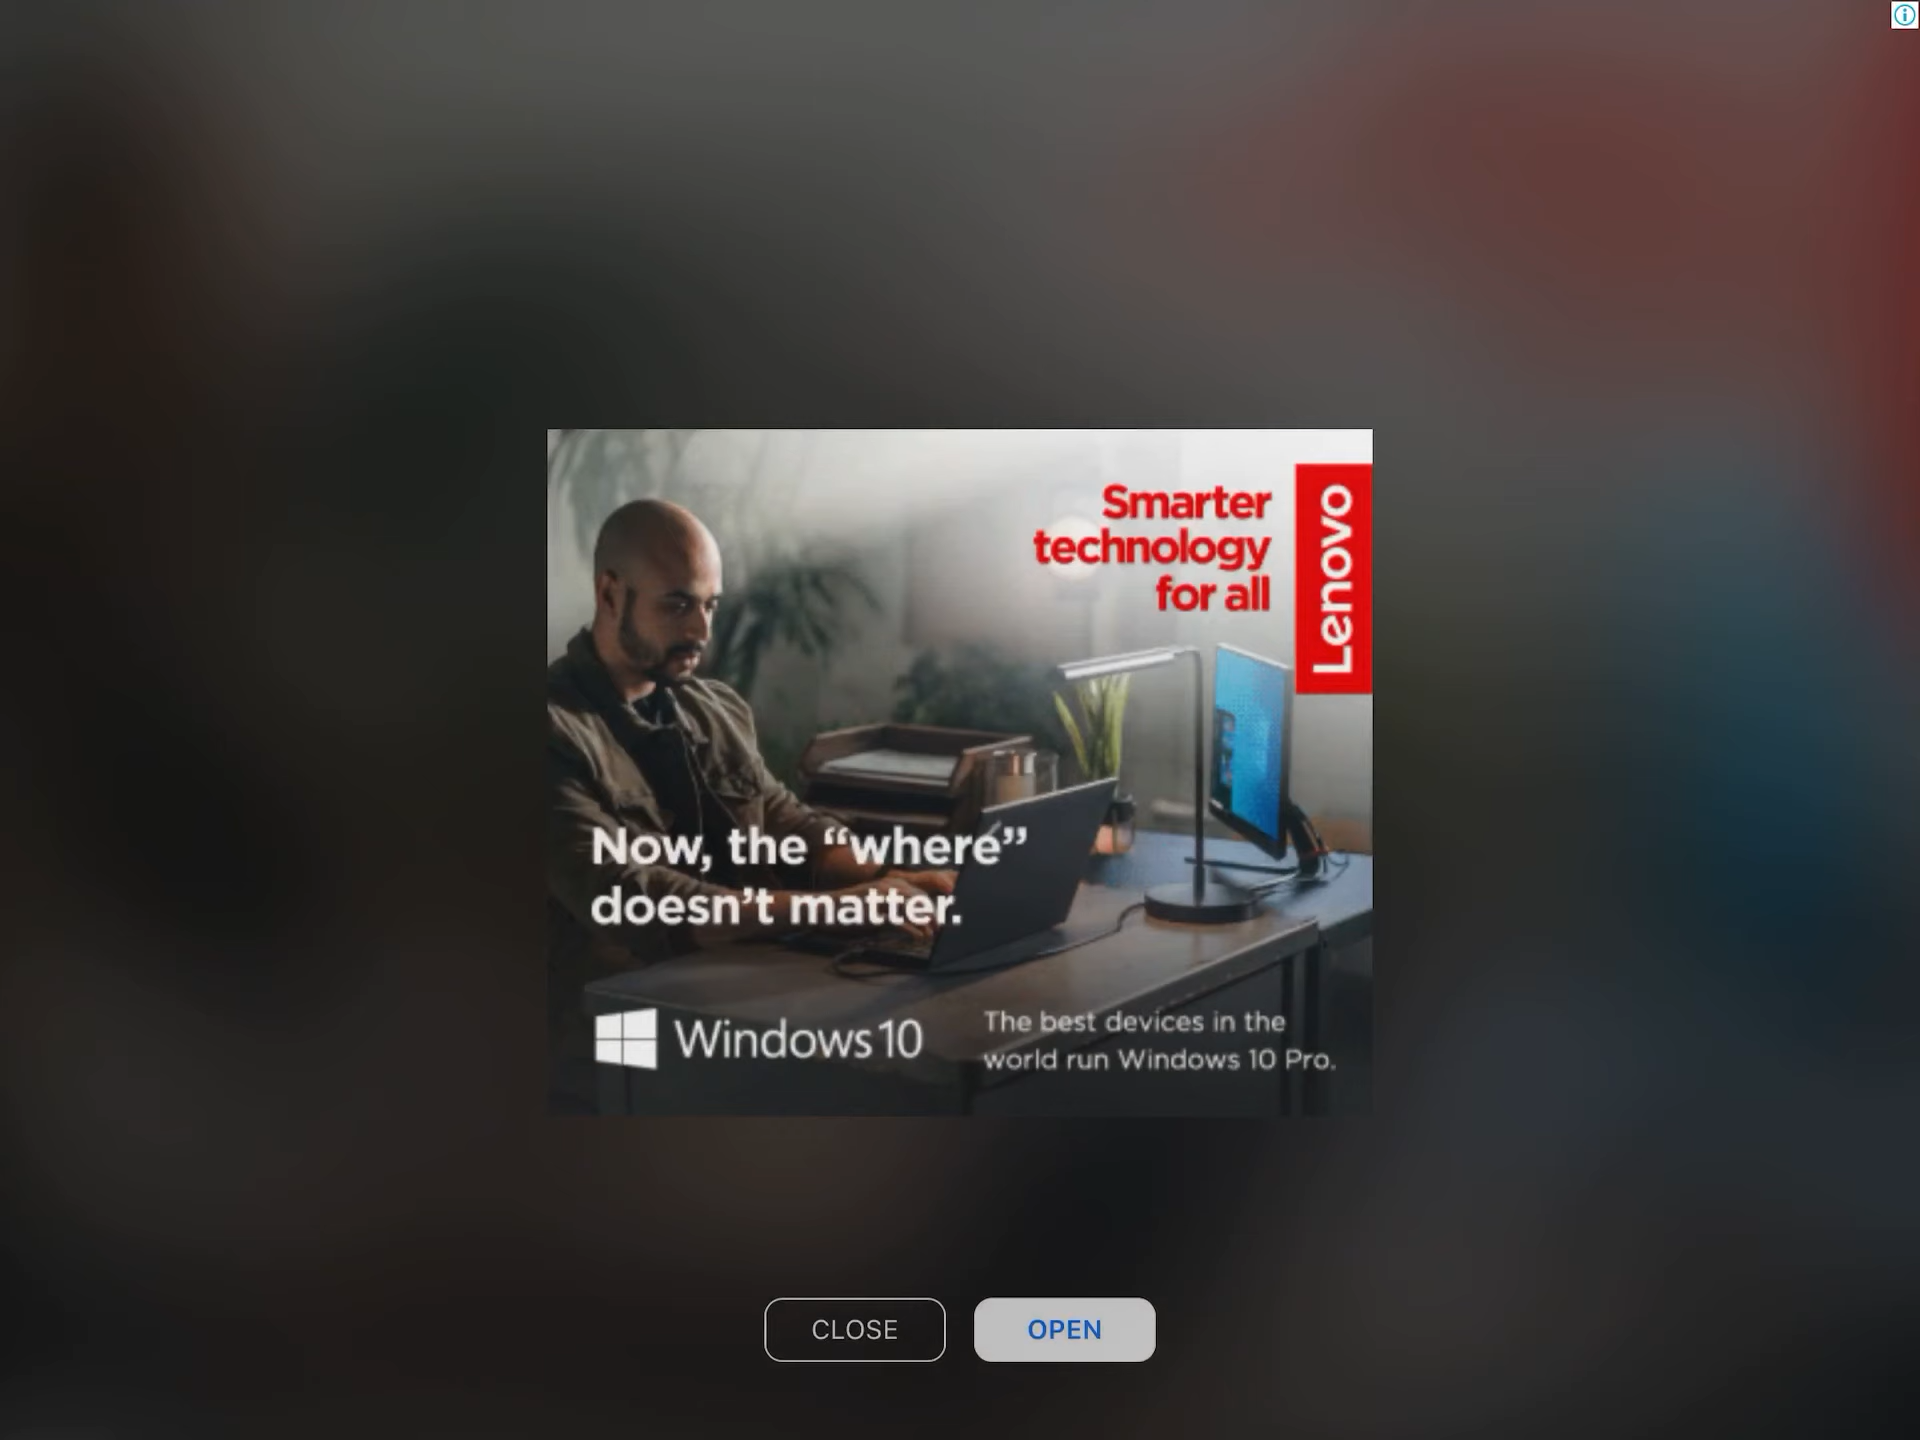 Smarter
technology
for all
Lenovo
Now, the “where”
doesn’t matter.
Windows 10
The best devices in the
world run Windows 10 Pro.
CLOSE
OPEN